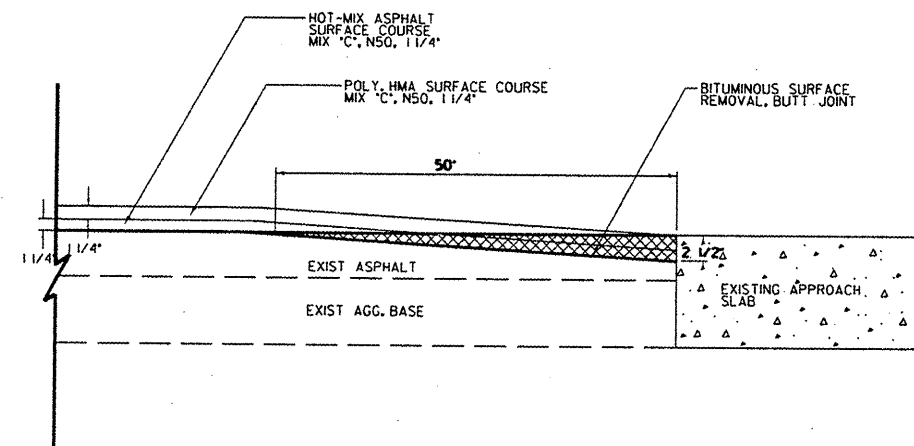 HOT-MIX ASPHALT
SURFACE COURSE
MIX "C", N50, 1 1/4"
POLY. HMA SURFACE COURSE
MIX "C", N50, 1 1/4"
BITUMINOUS SURFACE
REMOVAL, BUTT JOINT
50'
1 1/4"
1 1/4"
2 1/2"
EXIST ASPHALT
EXISTING APPROACH
SLAB
EXIST AGG. BASE